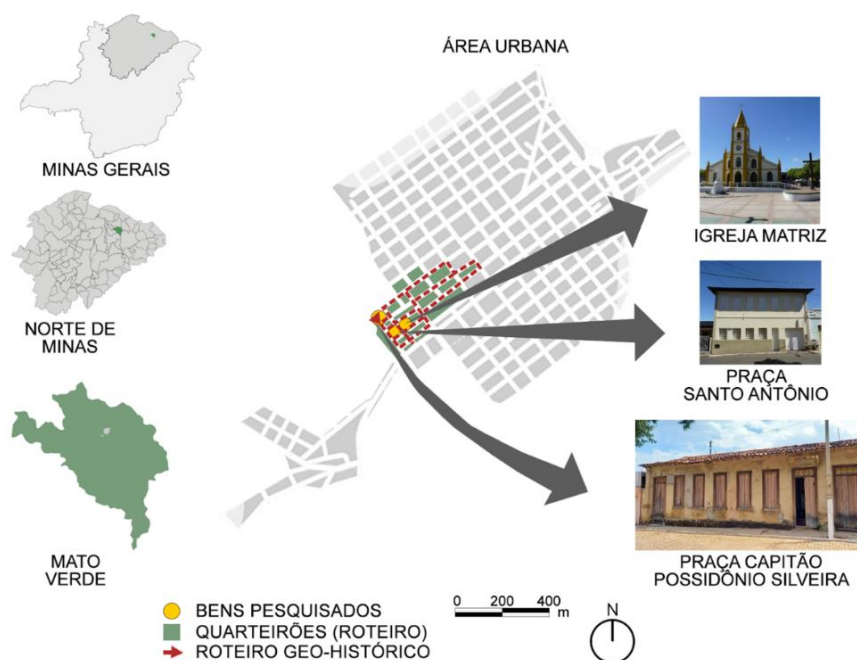 ÁREA URBANA
MINAS GERAIS
NORTE DE
MINAS
MATO
VERDE
IGREJA MATRIZ
PRAÇA
SANTO ANTÔNIO
PRAÇA CAPITÃO
POSSIDÔNIO SILVEIRA
BENS PESQUISADOS
QUARTEIRÕES (ROTEIRO)
ROTEIRO GEO-HISTÓRICO
0 200 400
m
N